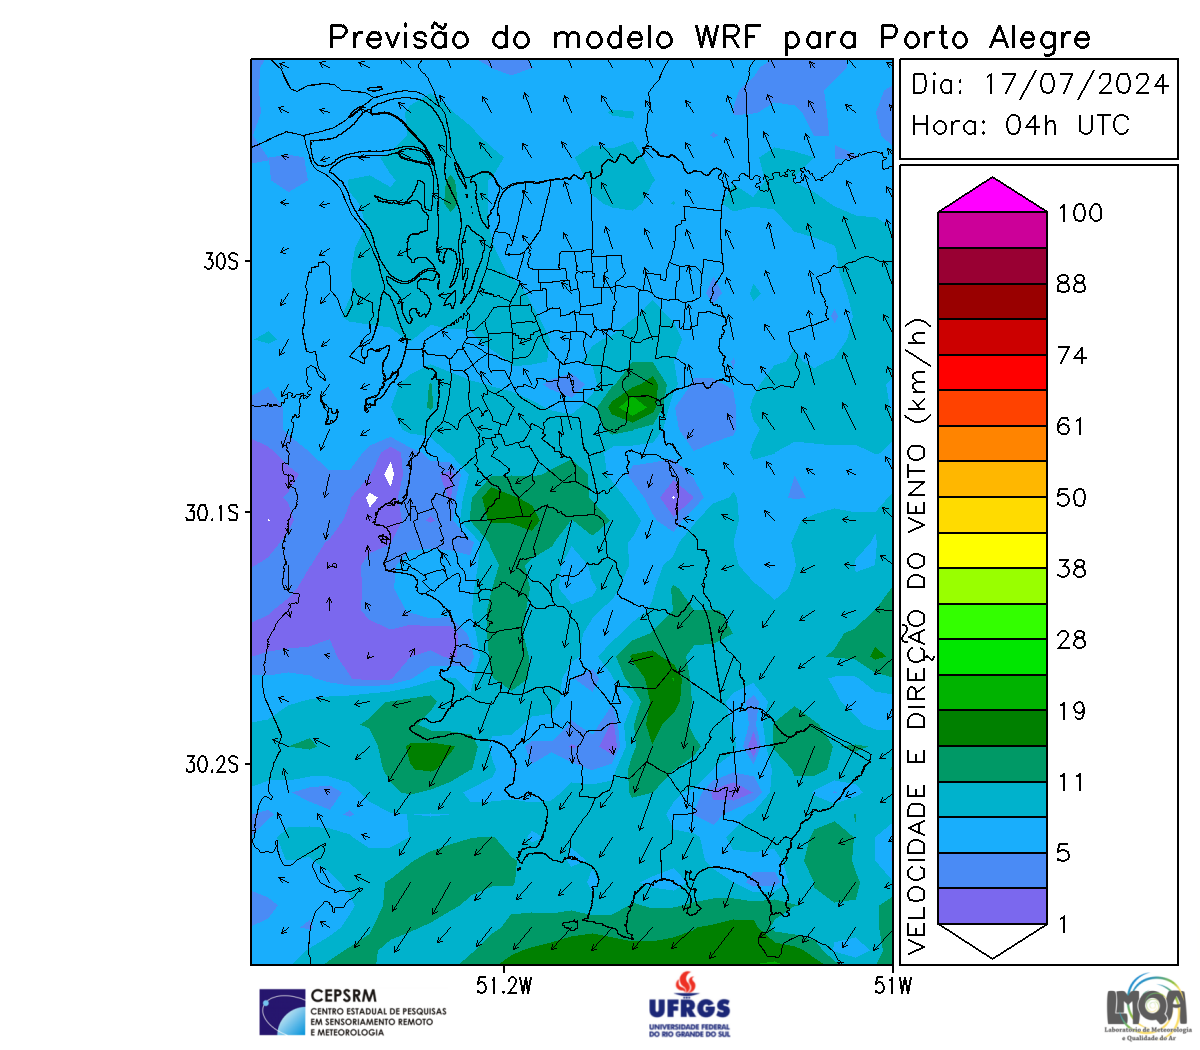 Previsão do modelo WRF para Porto Alegre
Dia: 17/07/2024
Hora: 04h UTC
30S
30.1S
30.2S
51.2W
51W
VELOCIDADE E DIREÇÃO DO VENTO (km/h)
100
88
74
61
50
38
28
19
11
5
1
CEPSRM
CENTRO ESTADUAL DE PESQUISAS
EM SENSORIAMENTO REMOTO
E METEOROLOGIA
UFRGS
UNIVERSIDADE FEDERAL
DO RIO GRANDE DO SUL
LMQA
Laboratório de Meteorologia
e Qualidade do Ar